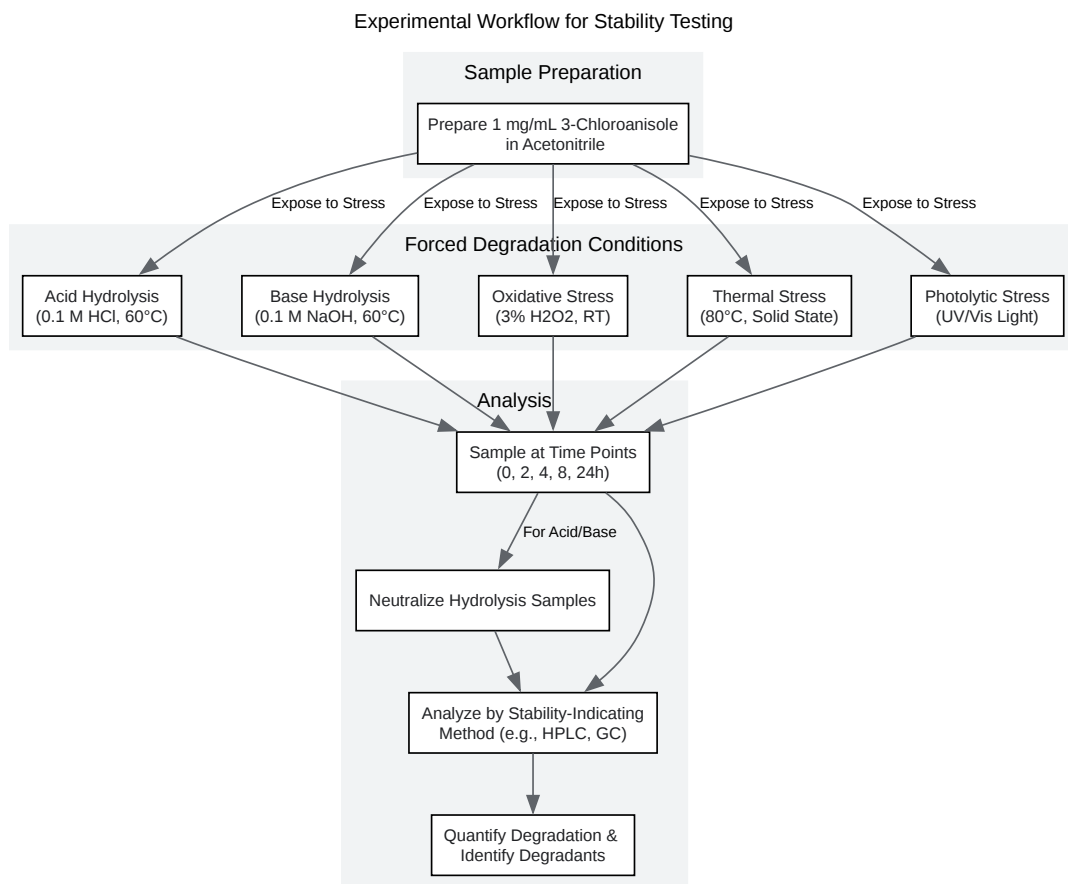 Experimental Workflow for Stability Testing
Sample Preparation
Prepare 1 mg/mL 3-Chloroanisole
in Acetonitrile
Expose to Stress
Expose to Stress
Expose to Stress
Expose to Stress
Expose to Stress
Forced Degradation Conditions
Acid Hydrolysis
(0.1 M HCl, 60°C)
Base Hydrolysis
(0.1 M NaOH, 60°C)
Oxidative Stress
(3% H2O2, RT)
Thermal Stress
(80°C, Solid State)
Photolytic Stress
(UV/Vis Light)
Analysis
Sample at Time Points
(0, 2, 4, 8, 24h)
For Acid/Base
Neutralize Hydrolysis Samples
Analyze by Stability-Indicating
Method (e.g., HPLC, GC)
Quantify Degradation &
Identify Degradants